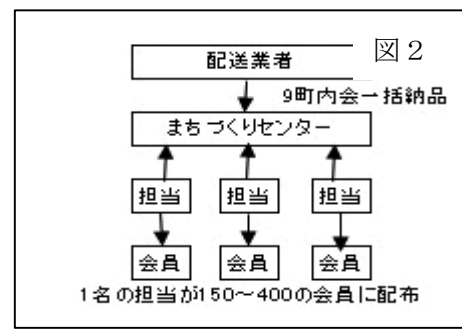 配送業者
図2
9町内会一括納品
まちづくりセンター
担当 担当 担当
会員 会員 会員
1名の担当が150～400の会員に配布